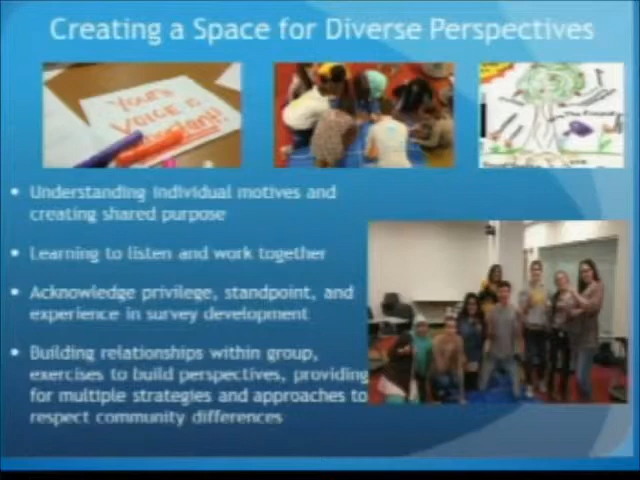 Creating a Space for Diverse Perspectives
YOUR
VOICE is
• Understanding individual motives and
creating shared purpose
• Learning to listen and work together
• Acknowledge privilege, standpoint, and
experience in survey development
• Building relationships within group,
exercises to build perspectives, providing
for multiple strategies and approaches to
respect community differences